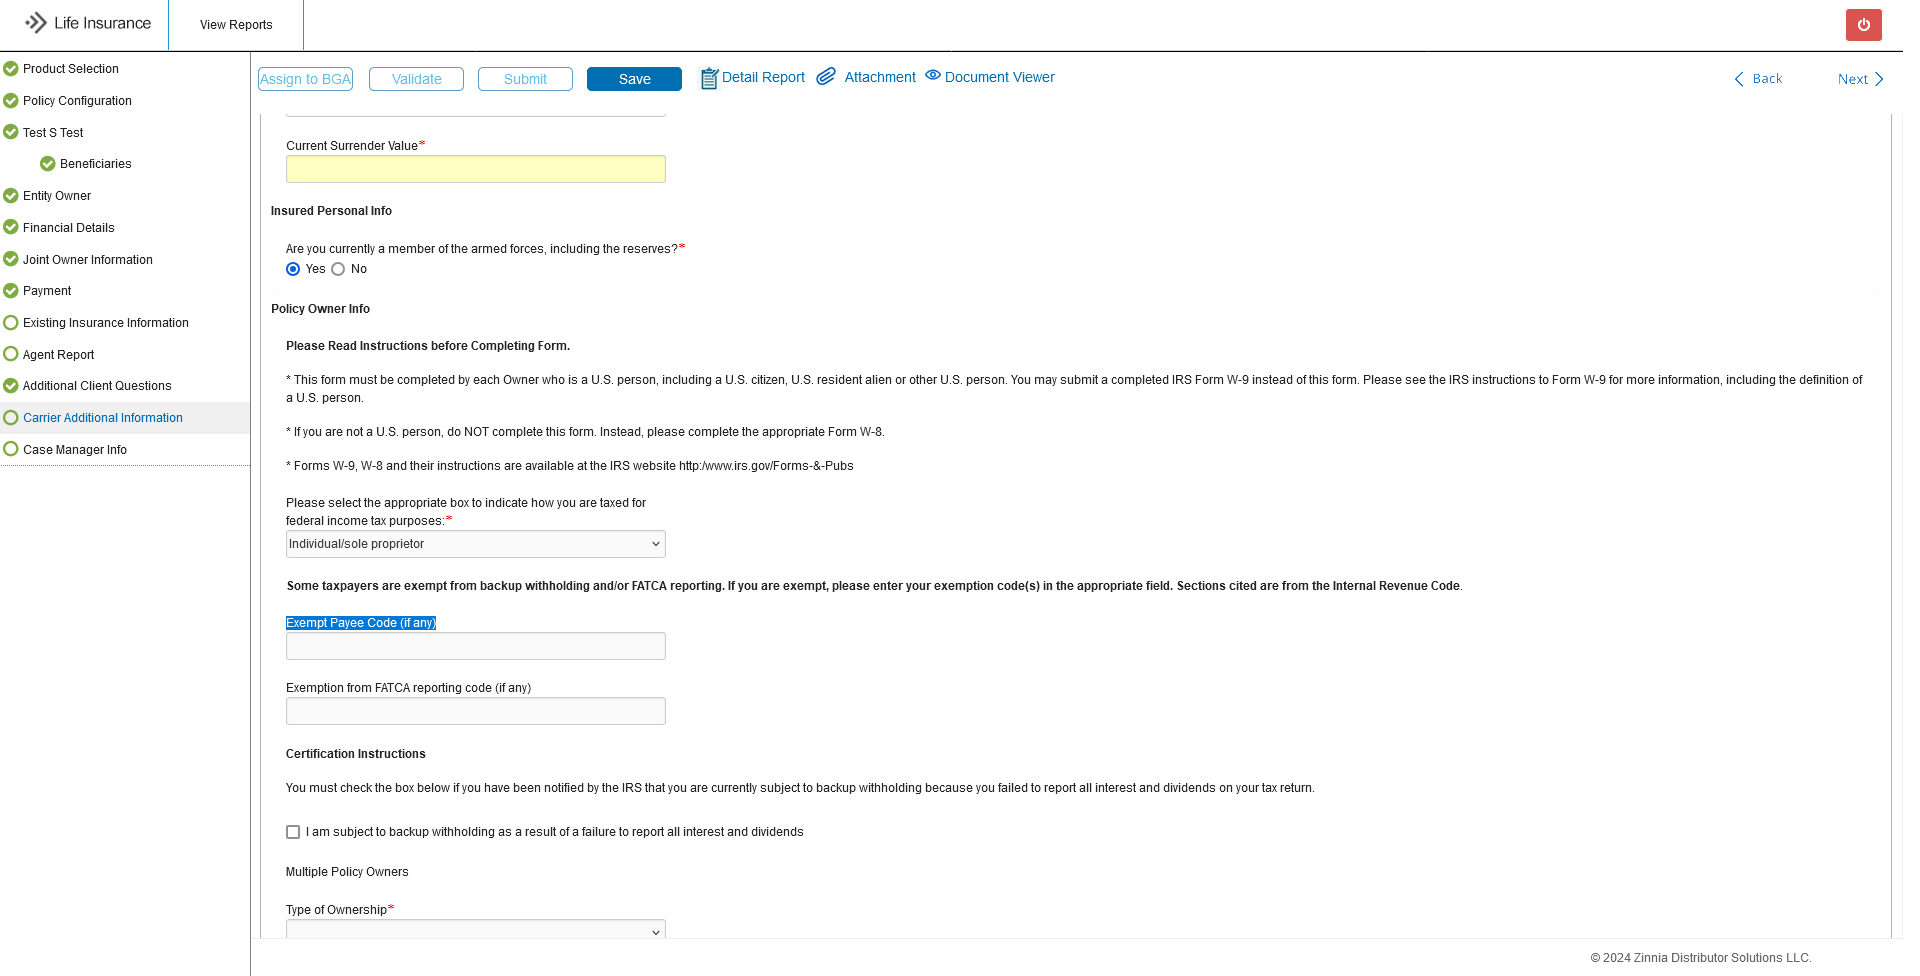 Life Insurance
View Reports
Product Selection
Policy Configuration
Test S Test
Beneficiaries
Entity Owner
Financial Details
Joint Owner Information
Payment
Existing Insurance Information
Agent Report
Additional Client Questions
Carrier Additional Information
Case Manager Info
Assign to BGA
Validate
Submit
Save
Detail Report
Attachment
Document Viewer
Back
Next
Current Surrender Value*
Insured Personal Info
Are you currently a member of the armed forces, including the reserves?*
Yes No
Policy Owner Info
Please Read Instructions before Completing Form.
* This form must be completed by each Owner who is a U.S. person, including a U.S. citizen, U.S. resident alien or other U.S. person. You may submit a completed IRS Form W-9 instead of this form. Please see the IRS instructions to Form W-9 for more information, including the definition of
a U.S. person.
* If you are not a U.S. person, do NOT complete this form. Instead, please complete the appropriate Form W-8.
* Forms W-9, W-8 and their instructions are available at the IRS website http:/www.irs.gov/Forms-&-Pubs
Please select the appropriate box to indicate how you are taxed for
federal income tax purposes:*
Individual/sole proprietor
Some taxpayers are exempt from backup withholding and/or FATCA reporting. If you are exempt, please enter your exemption code(s) in the appropriate field. Sections cited are from the Internal Revenue Code.
Exempt Payee Code (if any)
Exemption from FATCA reporting code (if any)
Certification Instructions
You must check the box below if you have been notified by the IRS that you are currently subject to backup withholding because you failed to report all interest and dividends on your tax return.
I am subject to backup withholding as a result of a failure to report all interest and dividends
Multiple Policy Owners
Type of Ownership*
© 2024 Zinnia Distributor Solutions LLC.